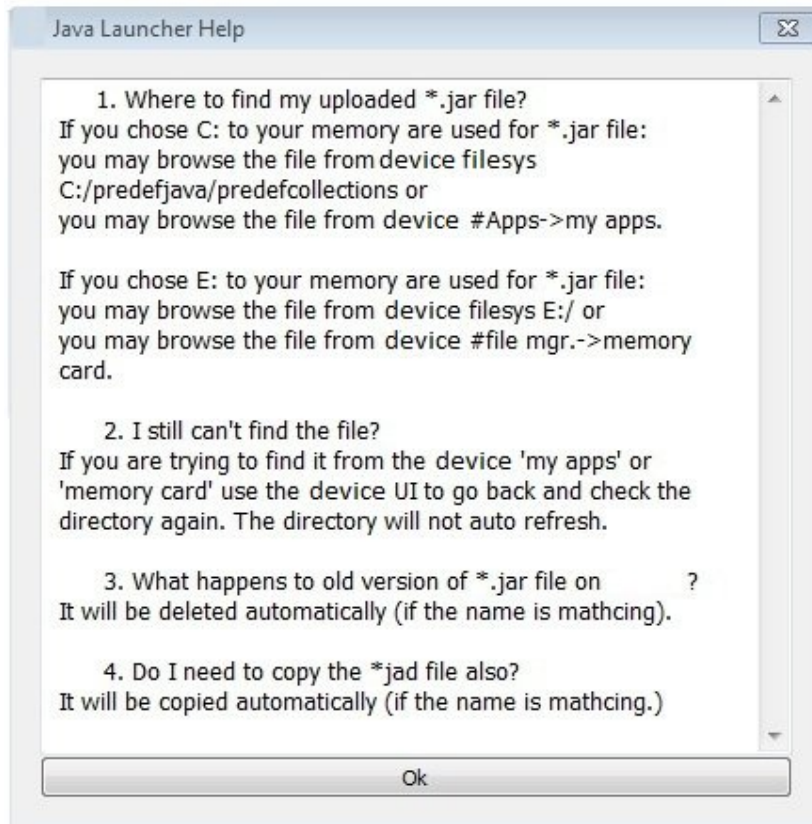 Java Launcher Help
1. Where to find my uploaded *.jar file?
If you chose C: to your memory are used for *.jar file:
you may browse the file from device filesys
C:/predefjava/predefcollections or
you may browse the file from device #Apps->my apps.
If you chose E: to your memory are used for *.jar file:
you may browse the file from device filesys E:/ or
you may browse the file from device #file mgr.->memory
card.
2. I still can't find the file?
If you are trying to find it from the device 'my apps' or
'memory card' use the device UI to go back and check the
directory again. The directory will not auto refresh.
3. What happens to old version of *.jar file on ?
It will be deleted automatically (if the name is mathcing).
4. Do I need to copy the *jad file also?
It will be copied automatically (if the name is mathcing.)
Ok